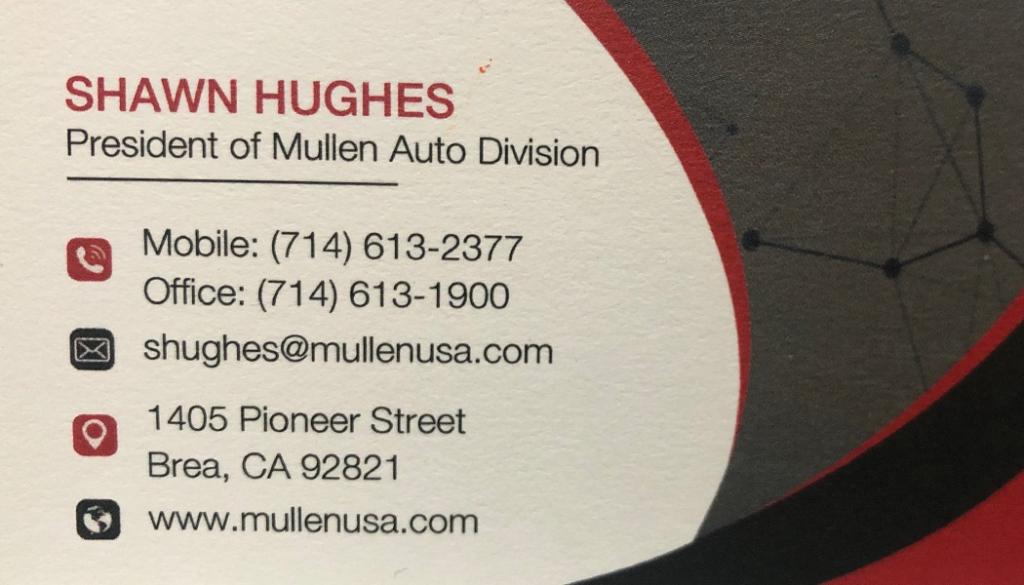 SHAWN HUGHES
President of Mullen Auto Division
Mobile: (714) 613-2377
Office: (714) 613-1900
shughes@mullenusa.com
1405 Pioneer Street
Brea, CA 92821
www.mullenusa.com